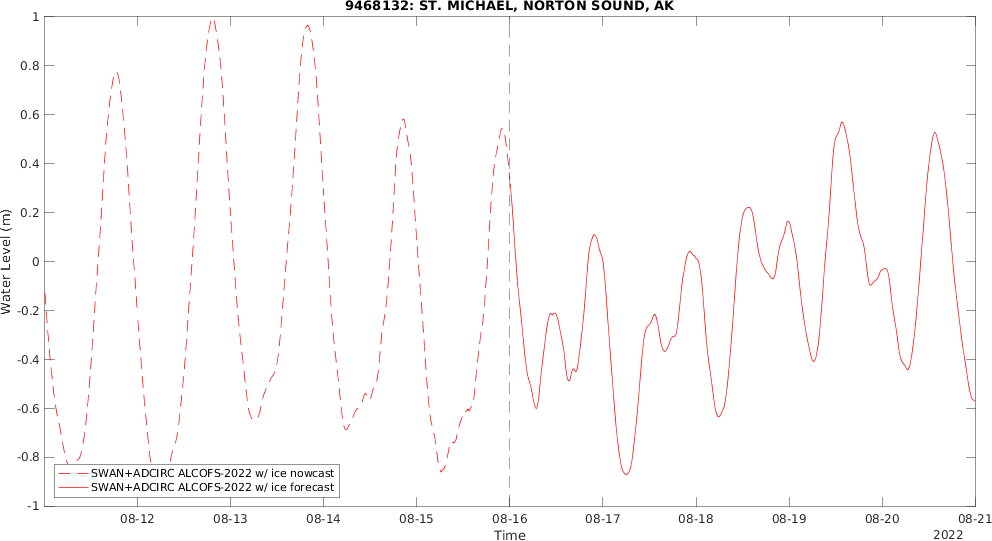 9468132: ST. MICHAEL, NORTON SOUND, AK
Water Level (m)
1
0.8
0.6
0.4
0.2
0
-0.2
-0.4
-0.6
-0.8
-1
SWAN+ADCIRC ALCOFS-2022 w/ ice nowcast
SWAN+ADCIRC ALCOFS-2022 w/ ice forecast
08-12 08-13 08-14 08-15 08-16 08-17 08-18 08-19 08-20 08-21
Time
2022